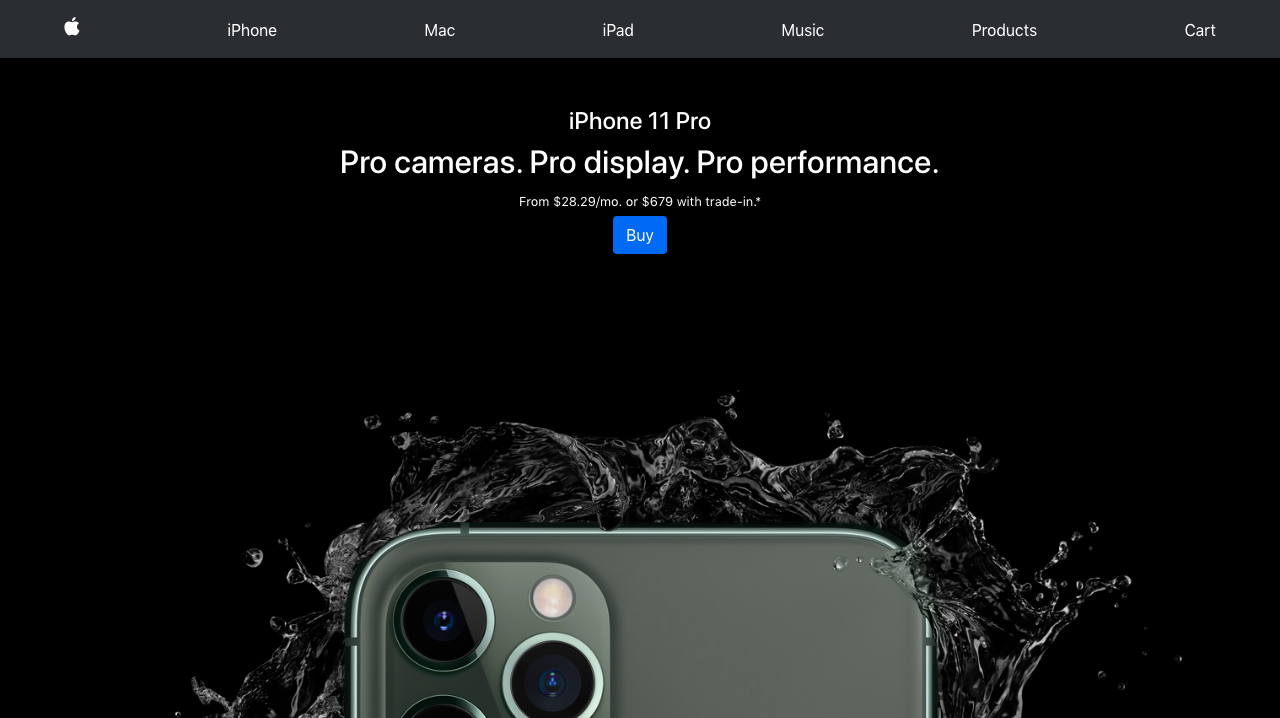 iPhone Mac iPad Music Products Cart
iPhone 11 Pro
Pro cameras. Pro display. Pro performance.
From $28.29/mo. or $679 with trade-in.*
Buy